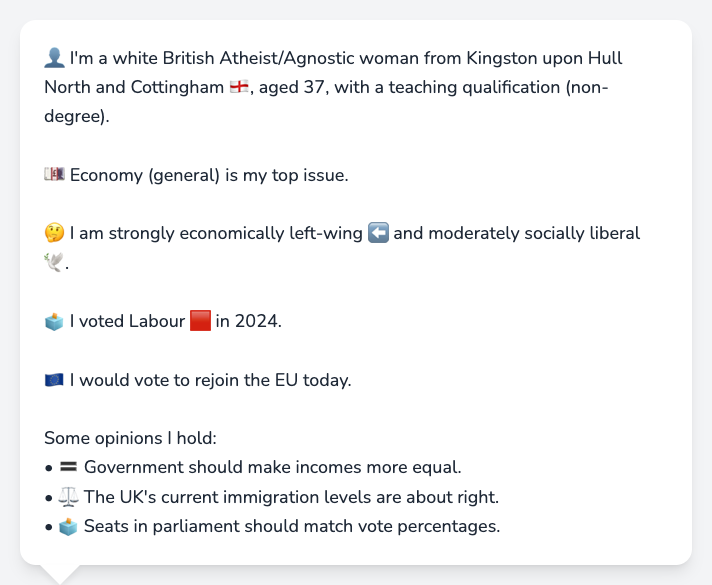 👤 I'm a white British Atheist/Agnostic woman from Kingston upon Hull
North and Cottingham 🏴󠁧󠁢󠁥󠁮󠁧󠁿, aged 37, with a teaching qualification (non-
degree).
💷 Economy (general) is my top issue.
🤔 I am strongly economically left-wing ⬅️ and moderately socially liberal
🕊️.
🗳️ I voted Labour 🟥 in 2024.
🇪🇺 I would vote to rejoin the EU today.
Some opinions I hold:
• 🟰 Government should make incomes more equal.
• ⚖️ The UK's current immigration levels are about right.
• 🗳️ Seats in parliament should match vote percentages.